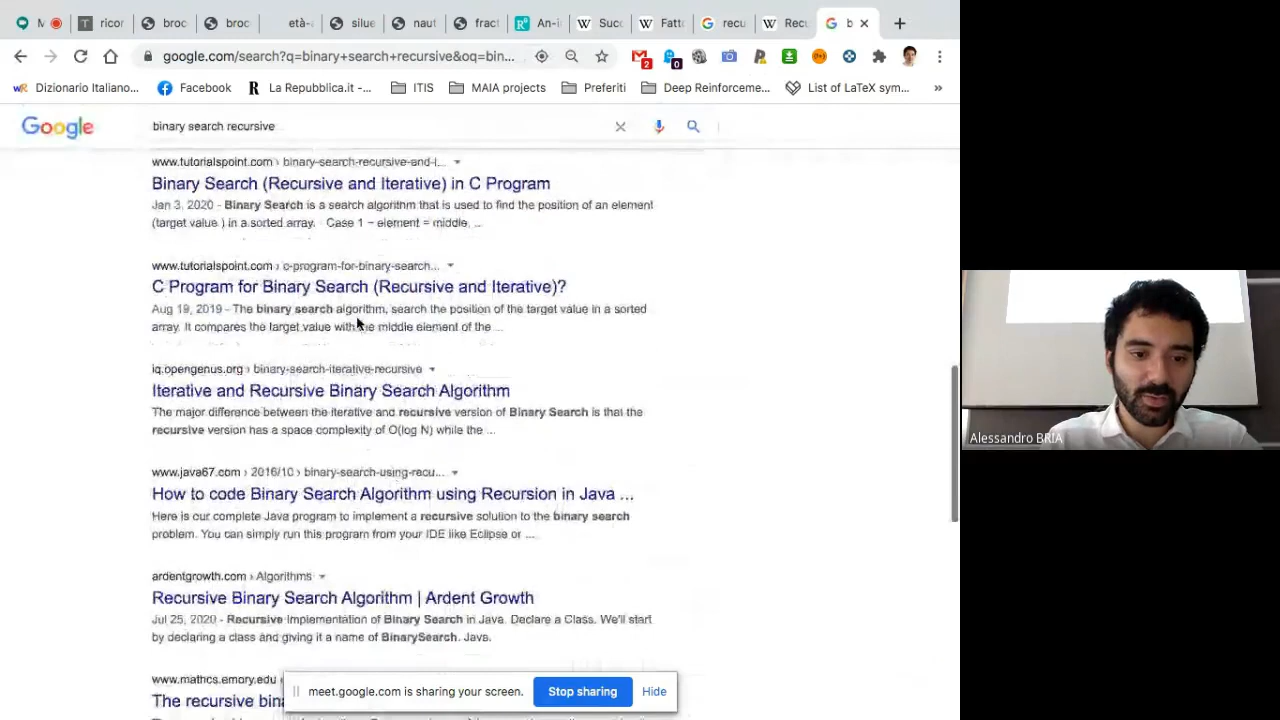 M
ricor
broc
broc
età-a
silue
naut
fract
An-i
Succ
Fatto
recu
Recu
b
google.com/search?q=binary+search+recursive&oq=bin...
2
0
Dizionario Italiano...
Facebook
La Repubblica.it -...
ITIS
MAIA projects
Preferiti
Deep Reinforceme...
List of LaTeX sym...
»
Google
binary search recursive
www.tutorialspoint.com › binary-search-recursive-and-i...
Binary Search (Recursive and Iterative) in C Program
Jan 3, 2020 - Binary Search is a search algorithm that is used to find the position of an element
(target value ) in a sorted array. Case 1 − element = middle, ...
www.tutorialspoint.com › c-program-for-binary-search...
C Program for Binary Search (Recursive and Iterative)?
Aug 19, 2019 - The binary search algorithm, search the position of the target value in a sorted
array. It compares the target value with the middle element of the ...
iq.opengenus.org › binary-search-iterative-recursive
Iterative and Recursive Binary Search Algorithm
The major difference between the iterative and recursive version of Binary Search is that the
recursive version has a space complexity of O(log N) while the ...
www.java67.com › 2016/10 › binary-search-using-recu...
How to code Binary Search Algorithm using Recursion in Java ...
Here is our complete Java program to implement a recursive solution to the binary search
problem. You can simply run this program from your IDE like Eclipse or ...
ardentgrowth.com › Algorithms
Recursive Binary Search Algorithm | Ardent Growth
Jul 25, 2020 - Recursive Implementation of Binary Search in Java. Declare a Class. We'll start
by declaring a class and giving it a name of BinarySearch. Java.
www.mathcs.emory.edu
The recursive bina
meet.google.com is sharing your screen.
Stop sharing
Hide
Alessandro BRIA